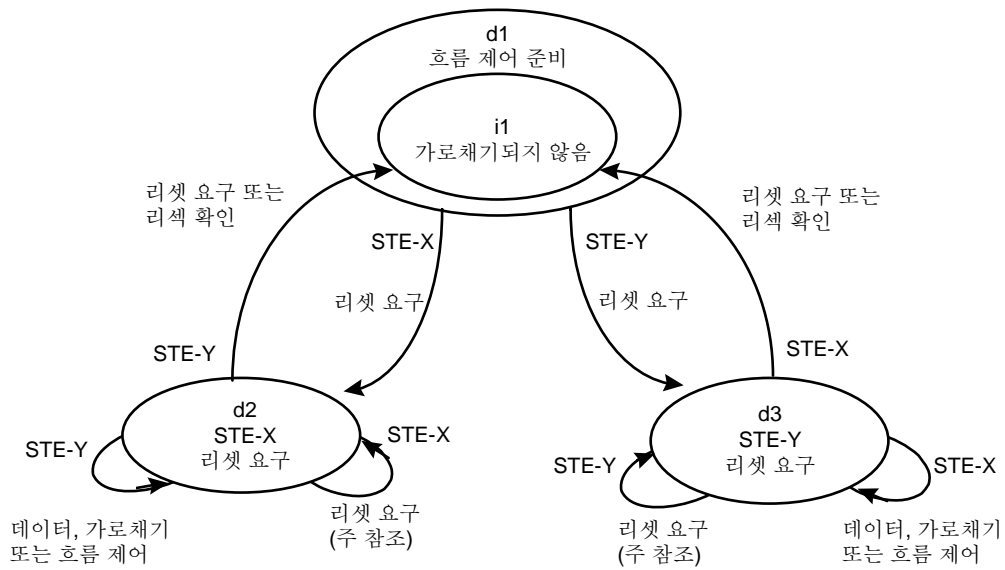 d1
흐름 제어 준비
i1
가로채기되지 않음
리셋 요구 또는
리섹 확인
리셋 요구 또는
리섹 확인
STE-X
STE-Y
리셋 요구
리셋 요구
STE-Y
STE-X
d2
STE-X
리셋 요구
d3
STE-Y
리셋 요구
STE-Y
STE-X
STE-Y
STE-X
데이터, 가로채기
또는 흐름 제어
리셋 요구
(주 참조)
리셋 요구
(주 참조)
데이터, 가로채기
또는 흐름 제어